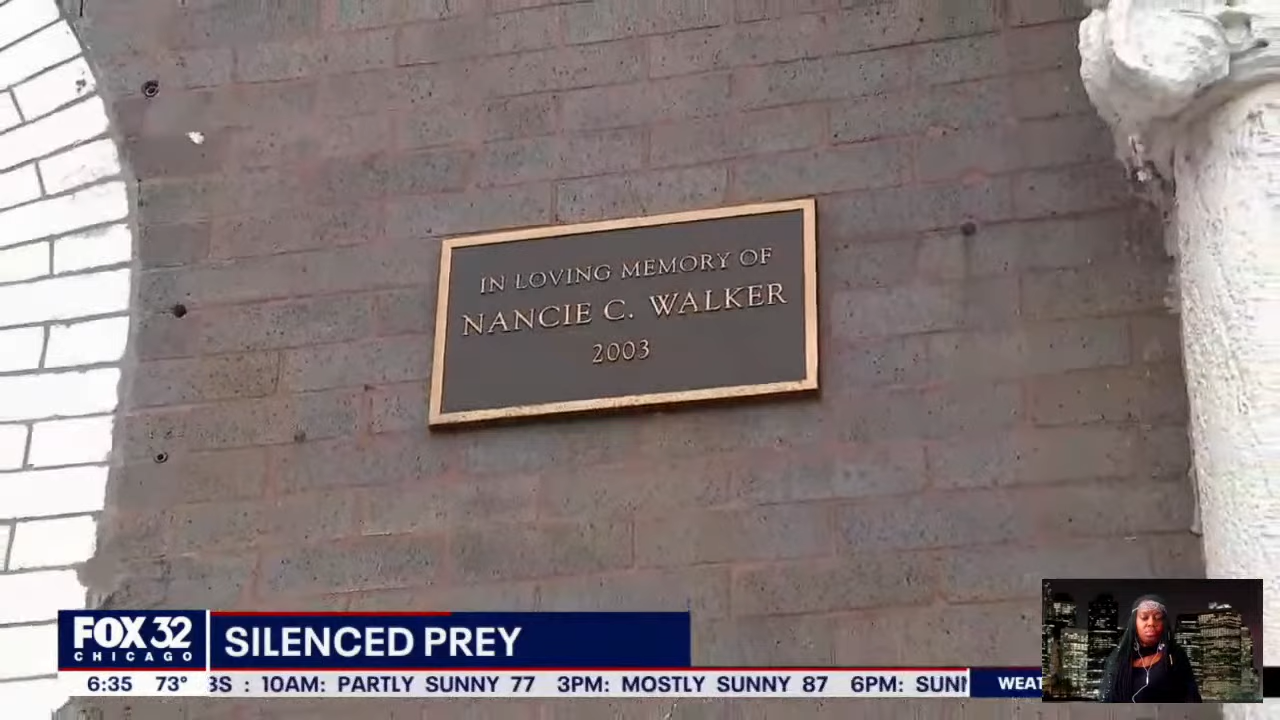 IN LOVING MEMORY OF
NANCIE C. WALKER
2003
FOX 32
CHICAGO
SILENCED PREY
6:35 73° BS : 10AM: PARTLY SUNNY 77 3PM: MOSTLY SUNNY 87 6PM: